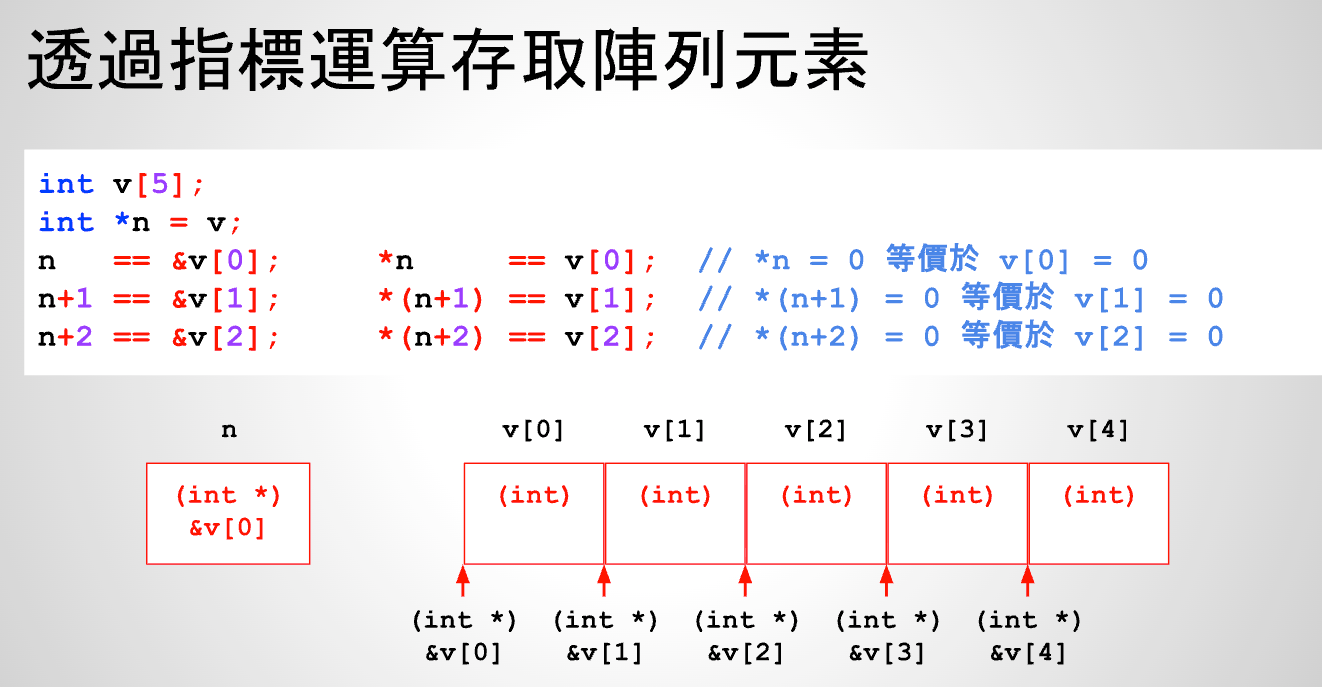 透過指標運算存取陣列元素
int v[5];
int *n = v;
n   == &v[0];     *n     == v[0];  // *n = 0 等價於 v[0] = 0
n+1 == &v[1];     *(n+1) == v[1];  // *(n+1) = 0 等價於 v[1] = 0
n+2 == &v[2];     *(n+2) == v[2];  // *(n+2) = 0 等價於 v[2] = 0
n v[0] v[1] v[2] v[3] v[4]
(int *) (int) (int) (int) (int) (int)
&v[0]
(int *) (int *) (int *) (int *) (int *)
&v[0] &v[1] &v[2] &v[3] &v[4]